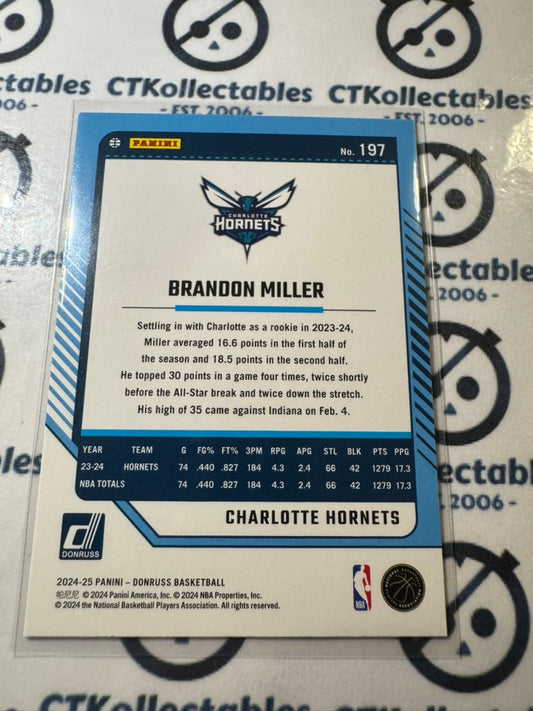 ctables CTKollectables CTKollectables
006 - - EST. 2006 - - EST. 2006 -
PANINI
No. 197
CHARLOTTE
HORNETS
BRANDON MILLER
Settling in with Charlotte as a rookie in 2023-24,
Miller averaged 16.6 points in the first half of
the season and 18.5 points in the second half.
He topped 30 points in a game four times, twice shortly
before the All-Star break and twice down the stretch.
His high of 35 came against Indiana on Feb. 4.
YEAR TEAM G FG% FT% 3PM RPG APG STL BLK PTS PPG
23-24 HORNETS 74 .440 .827 184 4.3 2.4 66 42 1279 17.3
NBA TOTALS 74 .440 .827 184 4.3 2.4 66 42 1279 17.3
CHARLOTTE HORNETS
DONRUSS
2024-25 PANINI – DONRUSS BASKETBALL
帕尼尼 © 2024 Panini America, Inc. © 2024 NBA Properties, Inc.
© 2024 the National Basketball Players Association. All rights reserved.
NBA
ectable
2006 -
les
ectable
2006 -
CTKollectables CTKollectables